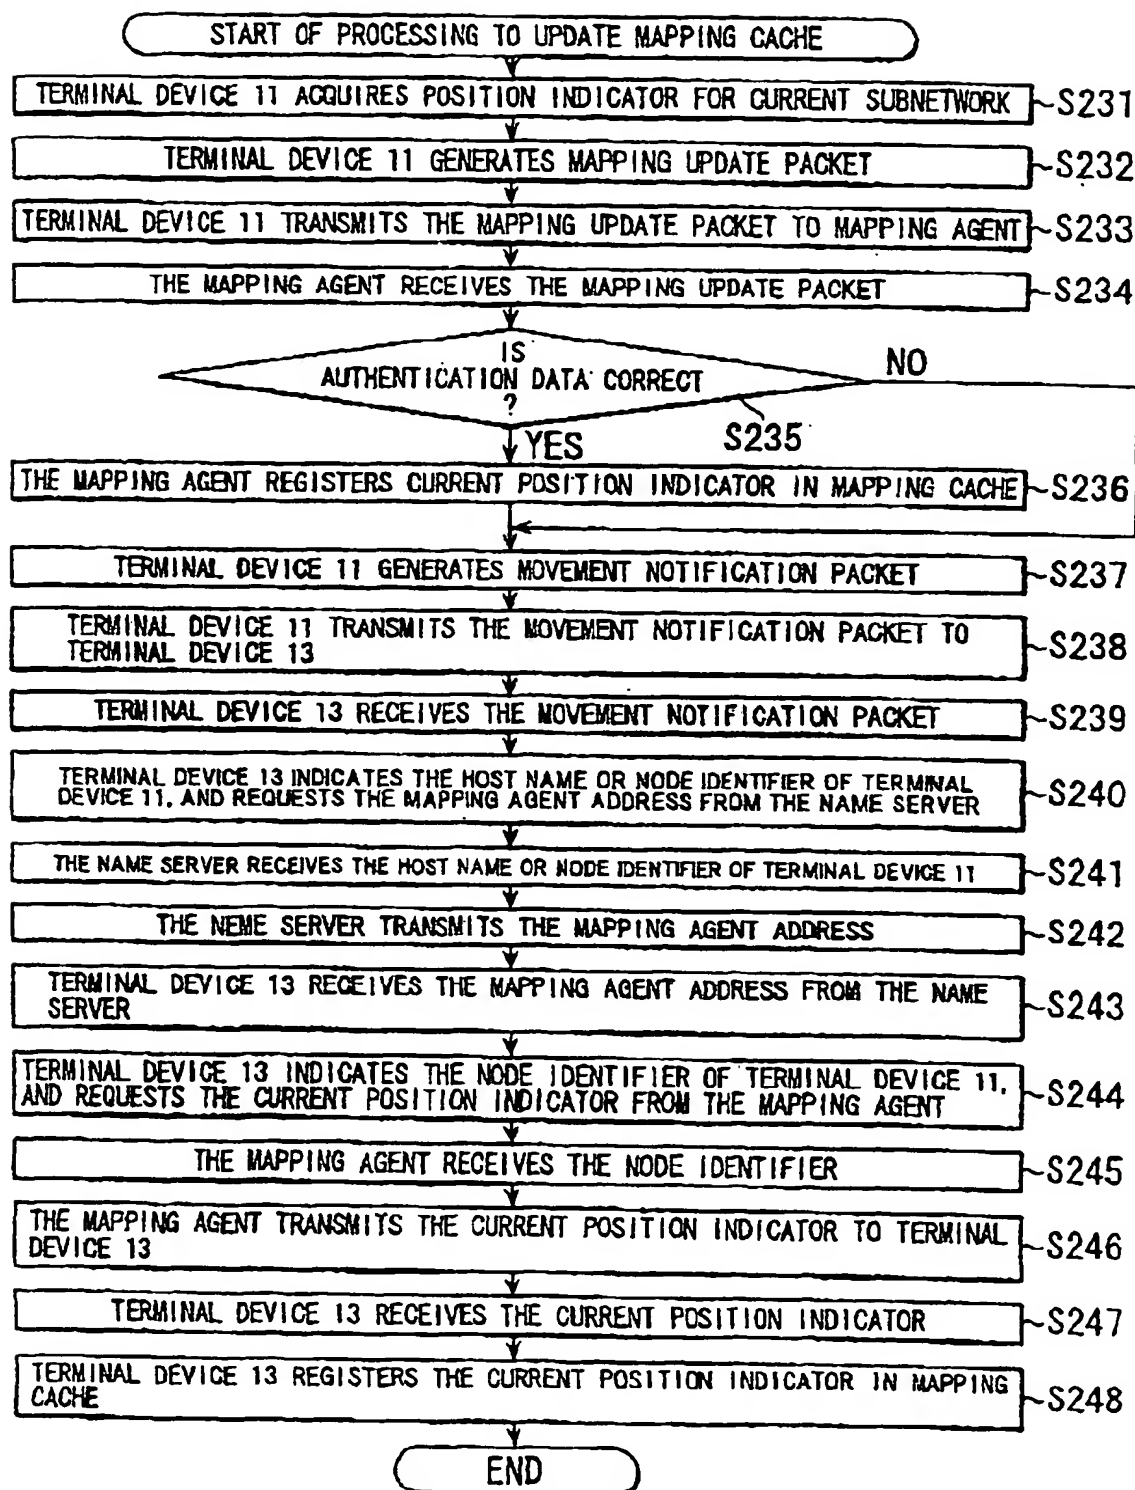 START OF PROCESSING TO UPDATE MAPPING CACHE
TERMINAL DEVICE 11 ACQUIRES POSITION INDICATOR FOR CURRENT SUBNETWORK
S231
TERMINAL DEVICE 11 GENERATES MAPPING UPDATE PACKET
S232
TERMINAL DEVICE 11 TRANSMITS THE MAPPING UPDATE PACKET TO MAPPING AGENT
S233
THE MAPPING AGENT RECEIVES THE MAPPING UPDATE PACKET
S234
IS
AUTHENTICATION DATA CORRECT
?
NO
S235
YES
THE MAPPING AGENT REGISTERS CURRENT POSITION INDICATOR IN MAPPING CACHE
S236
TERMINAL DEVICE 11 GENERATES MOVEMENT NOTIFICATION PACKET
S237
TERMINAL DEVICE 11 TRANSMITS THE MOVEMENT NOTIFICATION PACKET TO
TERMINAL DEVICE 13
S238
TERMINAL DEVICE 13 RECEIVES THE MOVEMENT NOTIFICATION PACKET
S239
TERMINAL DEVICE 13 INDICATES THE HOST NAME OR NODE IDENTIFIER OF TERMINAL
DEVICE 11, AND REQUESTS THE MAPPING AGENT ADDRESS FROM THE NAME SERVER
S240
THE NAME SERVER RECEIVES THE HOST NAME OR NODE IDENTIFIER OF TERMINAL DEVICE 11
S241
THE NEME SERVER TRANSMITS THE MAPPING AGENT ADDRESS
S242
TERMINAL DEVICE 13 RECEIVES THE MAPPING AGENT ADDRESS FROM THE NAME
SERVER
S243
TERMINAL DEVICE 13 INDICATES THE NODE IDENTIFIER OF TERMINAL DEVICE 11,
AND REQUESTS THE CURRENT POSITION INDICATOR FROM THE MAPPING AGENT
S244
THE MAPPING AGENT RECEIVES THE NODE IDENTIFIER
S245
THE MAPPING AGENT TRANSMITS THE CURRENT POSITION INDICATOR TO TERMINAL
DEVICE 13
S246
TERMINAL DEVICE 13 RECEIVES THE CURRENT POSITION INDICATOR
S247
TERMINAL DEVICE 13 REGISTERS THE CURRENT POSITION INDICATOR IN MAPPING
CACHE
S248
END